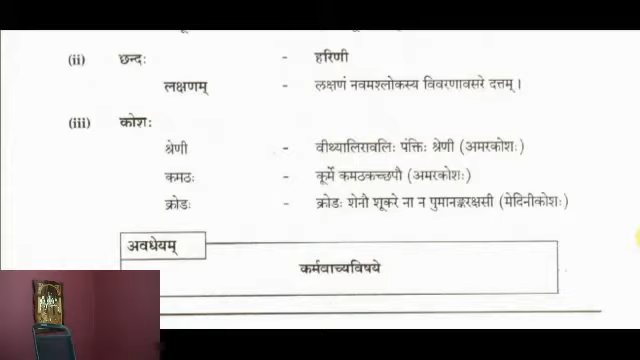 (ii) छन्दः - हरिणी
लक्षणम् - लक्षणं नवमश्लोकस्य विवरणावसरे दत्तम्।
(iii) कोशः
श्रेणी - वीथ्यालिरावलिः पंक्तिः श्रेणी (अमरकोशः)
कमठः - कूर्मे कमठकच्छपौ (अमरकोशः)
क्रोडः - क्रोडः शेनौ शूकरे ना न पुमानङ्करक्षसी (मेदिनीकोशः)
अवधेयम्
कर्मवाच्यविषये